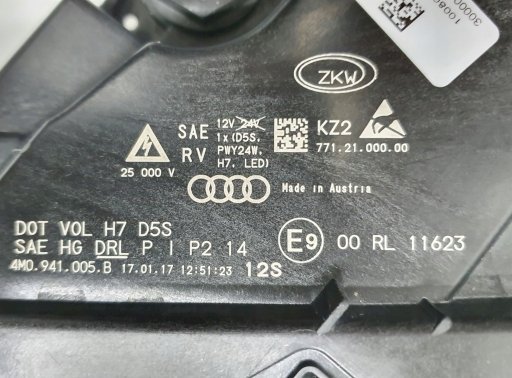 10086
30000
ZKW
SAE 12V 24V KZ2
1x (D5S,
RV PWY24W, 771.21.000.00
H7, LED)
25 000 V
Made in Austria
DOT VOL H7 D5S
SAE HG DRL P I P2 14 E9 00 RL 11623
4M0.941.005.B 17.01.17 12:51:23 12S